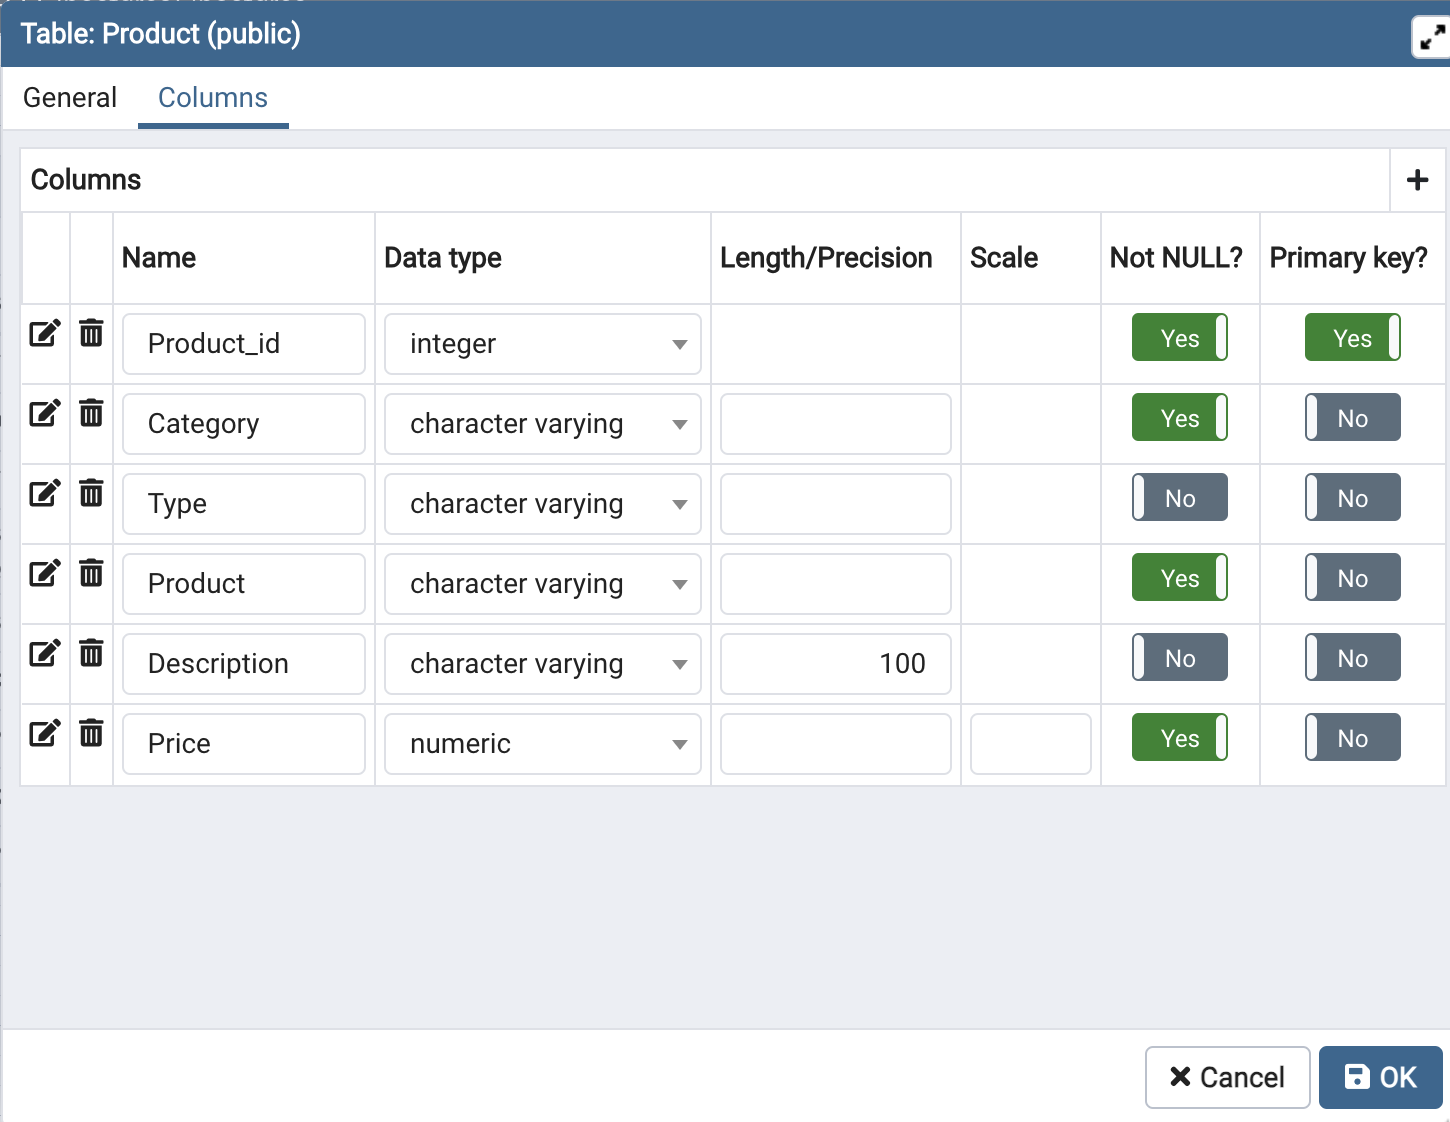 Table: Product (public)
General Columns
Columns
Name Data type Length/Precision Scale Not NULL? Primary key?
Product_id integer Yes Yes
Category character varying Yes No
Type character varying No No
Product character varying Yes No
Description character varying 100 No No
Price numeric Yes No
Cancel OK